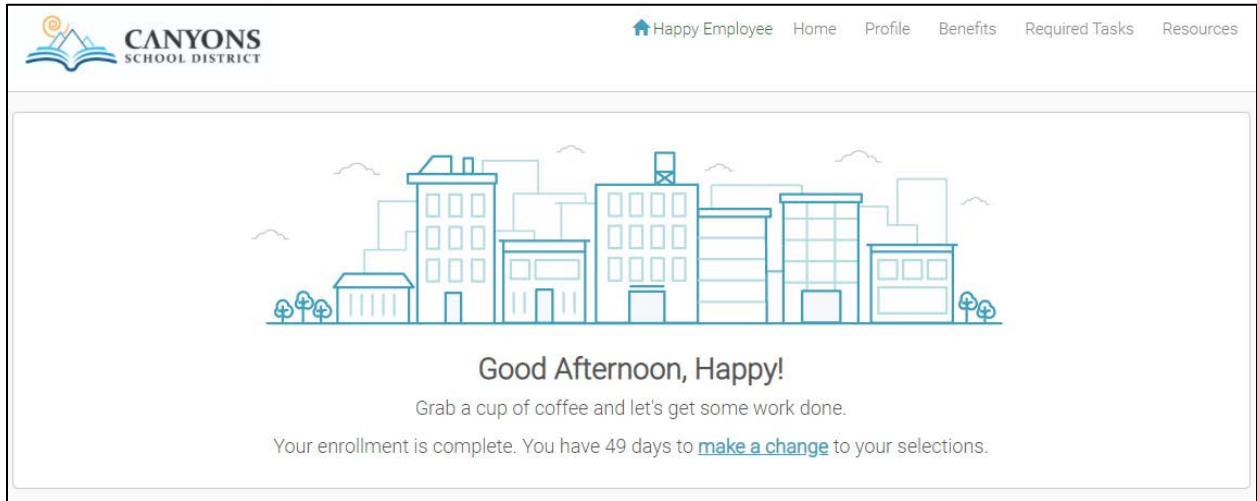 CANYONS
SCHOOL DISTRICT
Happy Employee Home Profile Benefits Required Tasks Resources
Good Afternoon, Happy!
Grab a cup of coffee and let's get some work done.
Your enrollment is complete. You have 49 days to make a change to your selections.